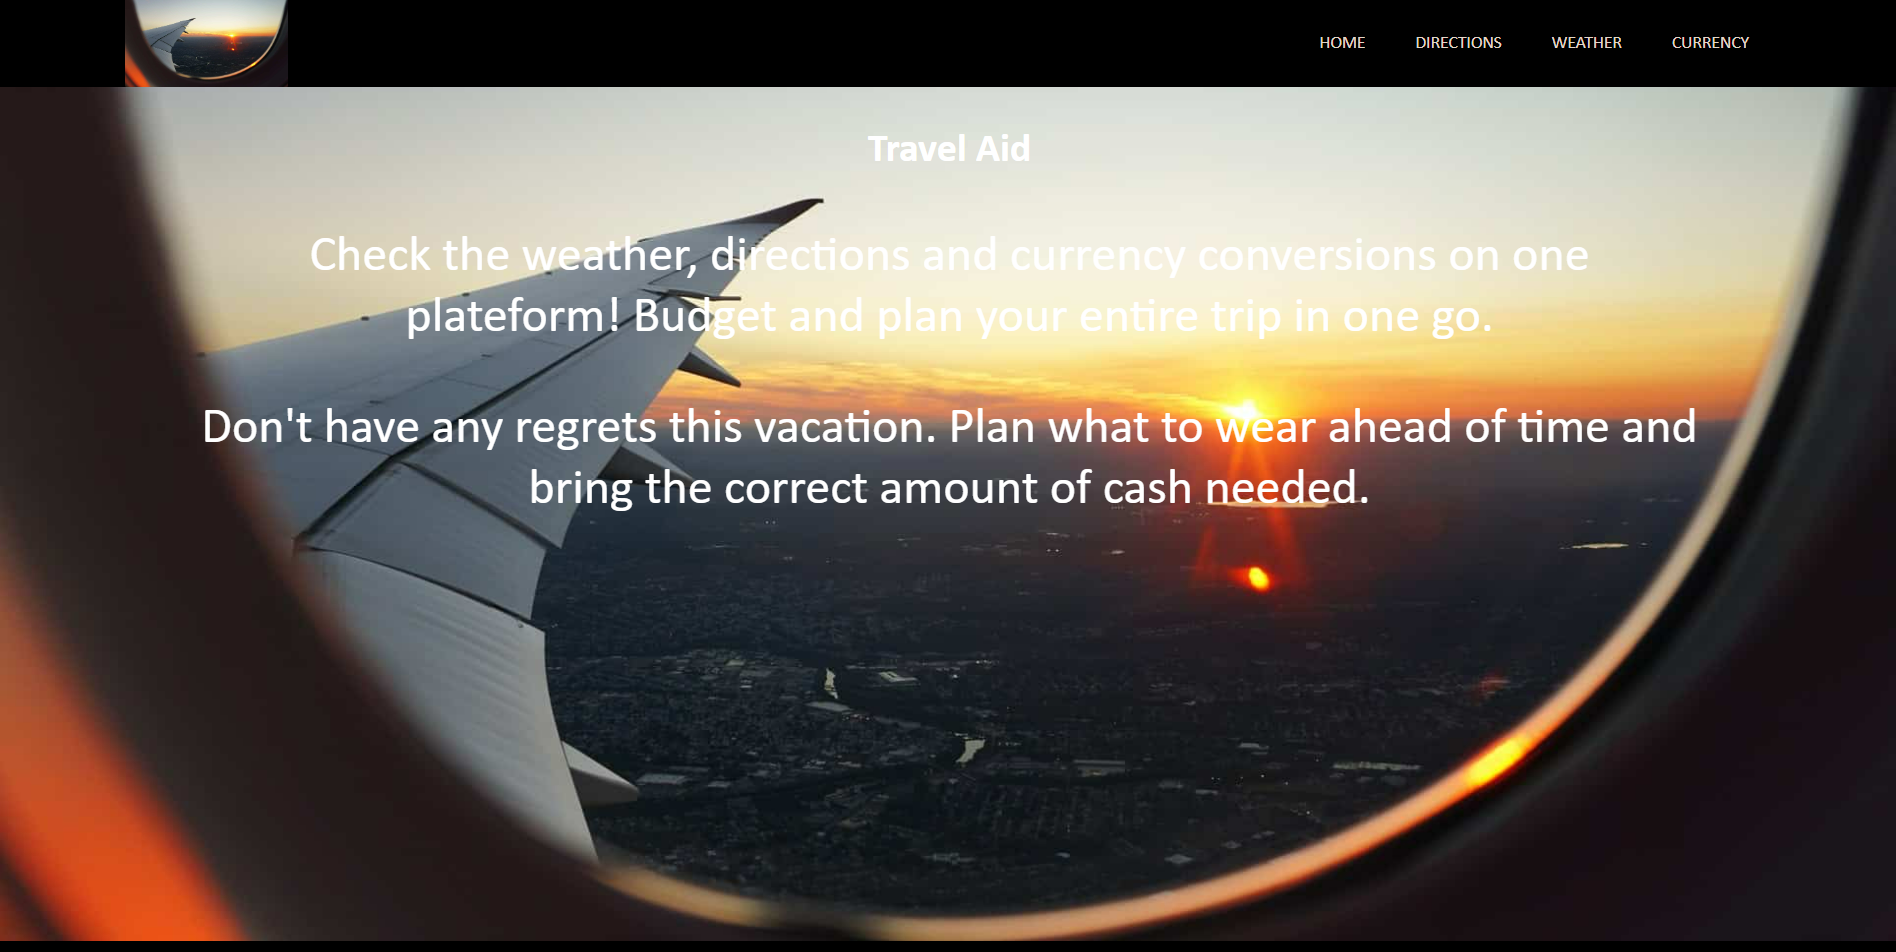 HOME DIRECTIONS WEATHER CURRENCY
Travel Aid
Check the weather, directions and currency conversions on one
plateform! Budget and plan your entire trip in one go.
Don't have any regrets this vacation. Plan what to wear ahead of time and
bring the correct amount of cash needed.